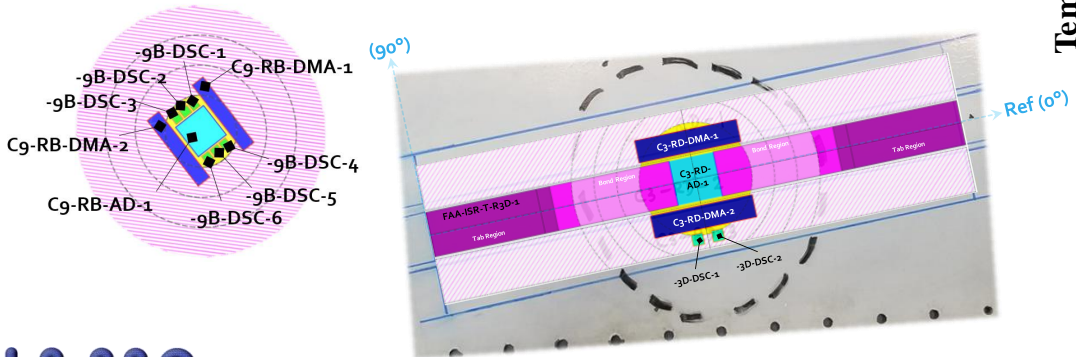 -9B-DSC-1
C9-RB-DMA-1
-9B-DSC-2
-9B-DSC-3
C9-RB-DMA-2
-9B-DSC-4
-9B-DSC-5
C9-RB-AD-1
-9B-DSC-6
(90°)
Tem
Ref (0°)
C3-RD-DMA-1
Bond Region
Bond Region
C3-RD-
AD-1
Tab Region
FAA-ISR-T-R3D-1
Tab Region
C3-RD-DMA-2
-3D-DSC-1
-3D-DSC-2